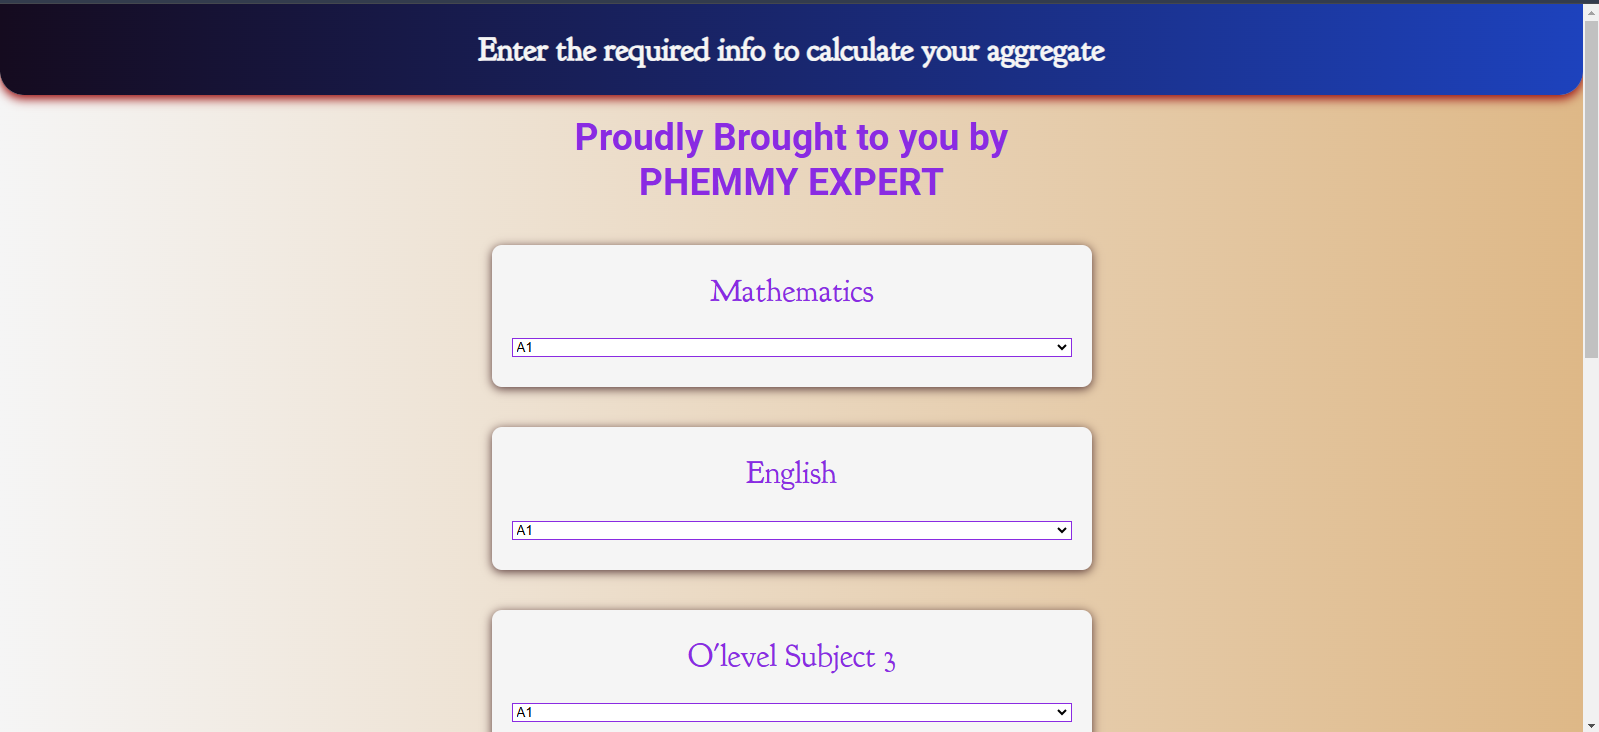 Enter the required info to calculate your aggregate
Proudly Brought to you by
PHEMMY EXPERT
Mathematics
A1
English
A1
O'level Subject 3
A1